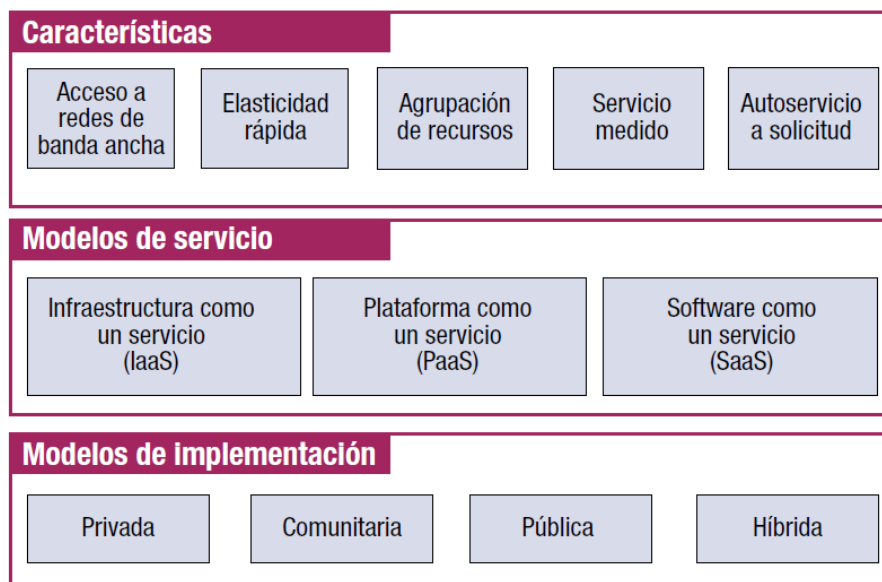 Características
Acceso a
redes de
banda ancha
Elasticidad
rápida
Agrupación
de recursos
Servicio
medido
Autoservicio
a solicitud
Modelos de servicio
Infraestructura como
un servicio
(IaaS)
Plataforma como
un servicio
(PaaS)
Software como
un servicio
(SaaS)
Modelos de implementación
Privada
Comunitaria
Pública
Híbrida